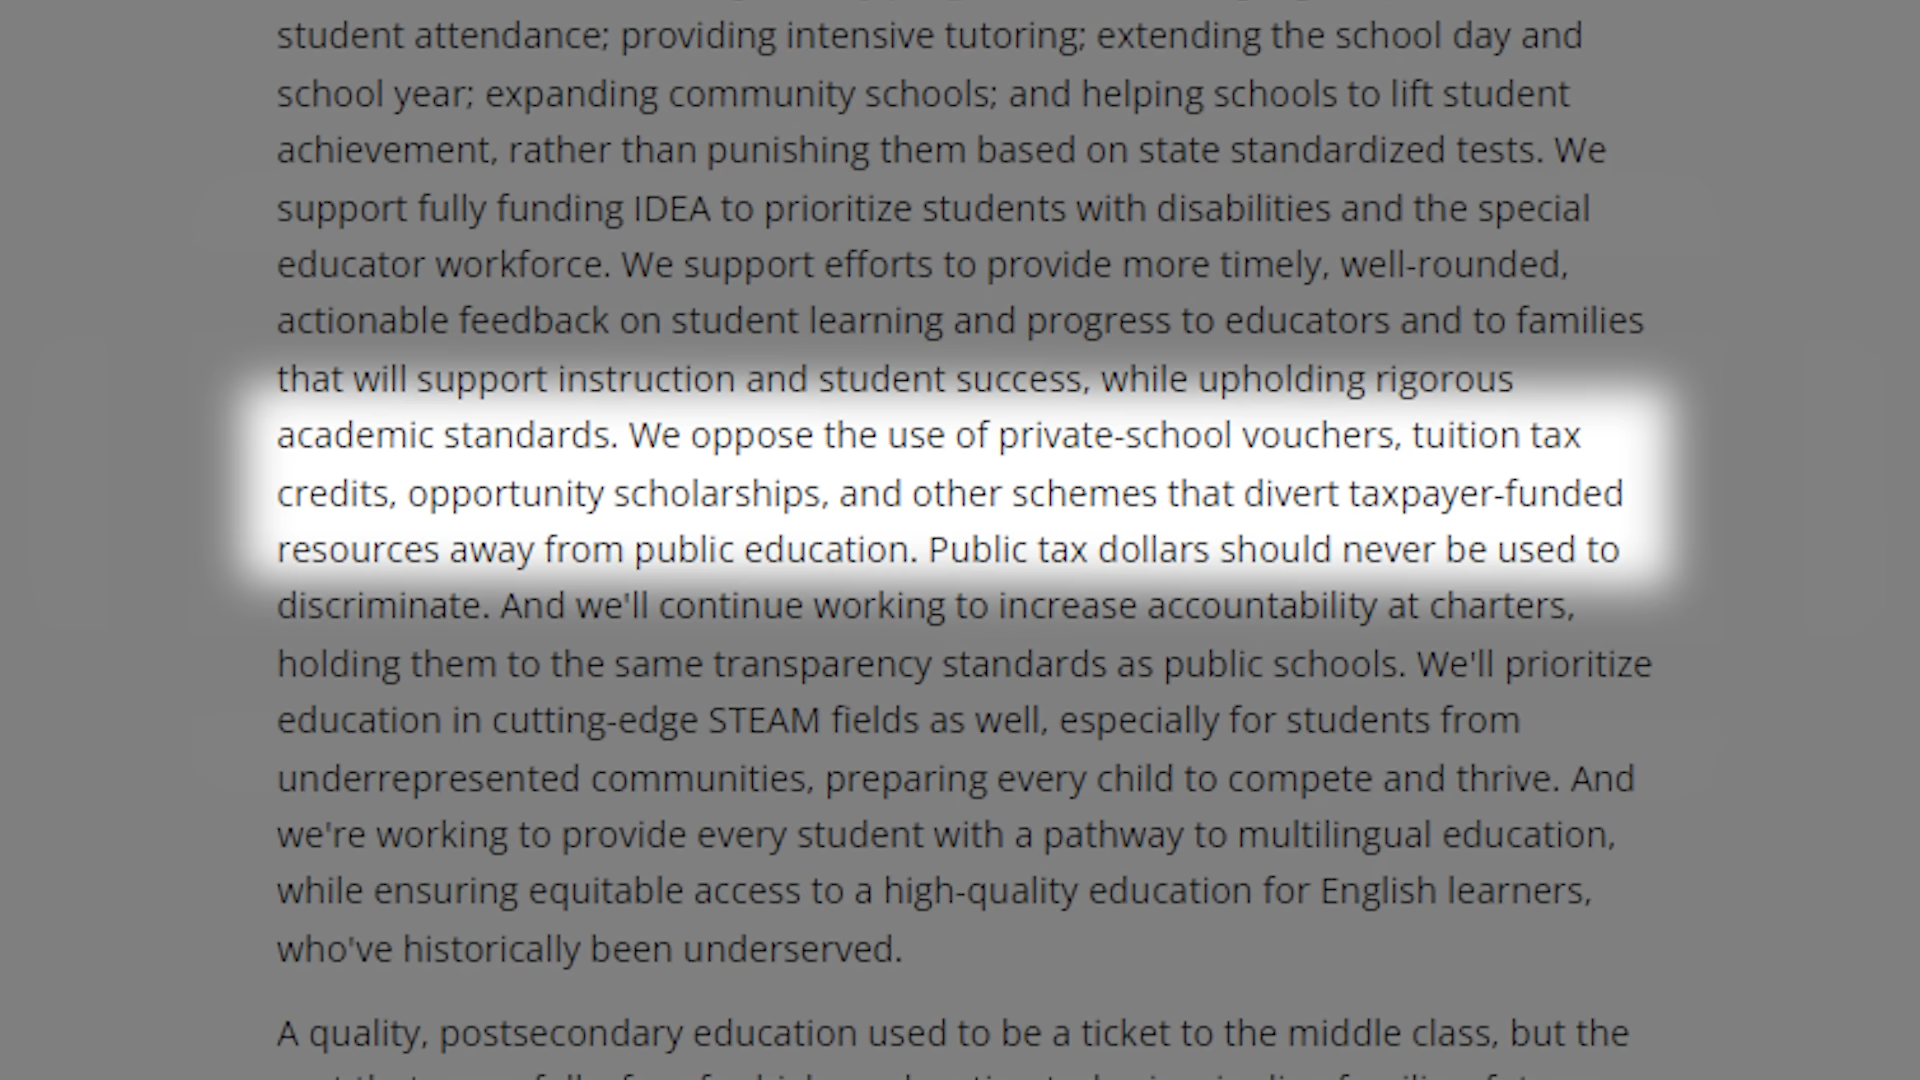 student attendance; providing intensive tutoring; extending the school day and
school year; expanding community schools; and helping schools to lift student
achievement, rather than punishing them based on state standardized tests. We
support fully funding IDEA to prioritize students with disabilities and the special
educator workforce. We support efforts to provide more timely, well-rounded,
actionable feedback on student learning and progress to educators and to families
that will support instruction and student success, while upholding rigorous
academic standards. We oppose the use of private-school vouchers, tuition tax
credits, opportunity scholarships, and other schemes that divert taxpayer-funded
resources away from public education. Public tax dollars should never be used to
discriminate. And we'll continue working to increase accountability at charters,
holding them to the same transparency standards as public schools. We'll prioritize
education in cutting-edge STEAM fields as well, especially for students from
underrepresented communities, preparing every child to compete and thrive. And
we're working to provide every student with a pathway to multilingual education,
while ensuring equitable access to a high-quality education for English learners,
who've historically been underserved.
A quality, postsecondary education used to be a ticket to the middle class, but the